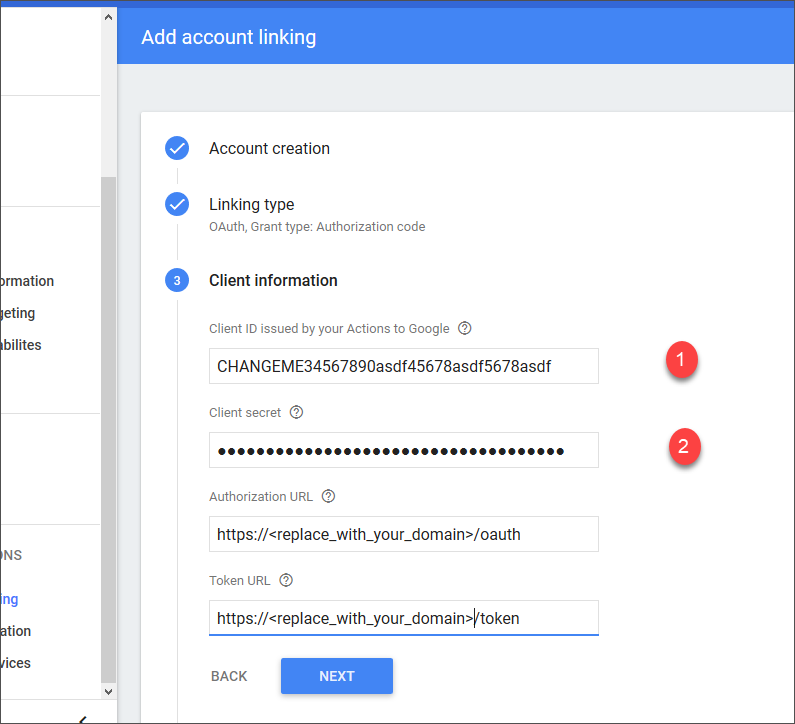 Add account linking
Account creation
Linking type
OAuth, Grant type: Authorization code
3
Client information
Client ID issued by your Actions to Google ?
CHANGEME34567890asdf45678asdf5678asdf
1
Client secret ?
2
Authorization URL ?
https://<replace_with_your_domain>/oauth
Token URL ?
https://<replace_with_your_domain>/token
BACK
NEXT
ormation
geting
abilites
ONS
ing
ation
vices